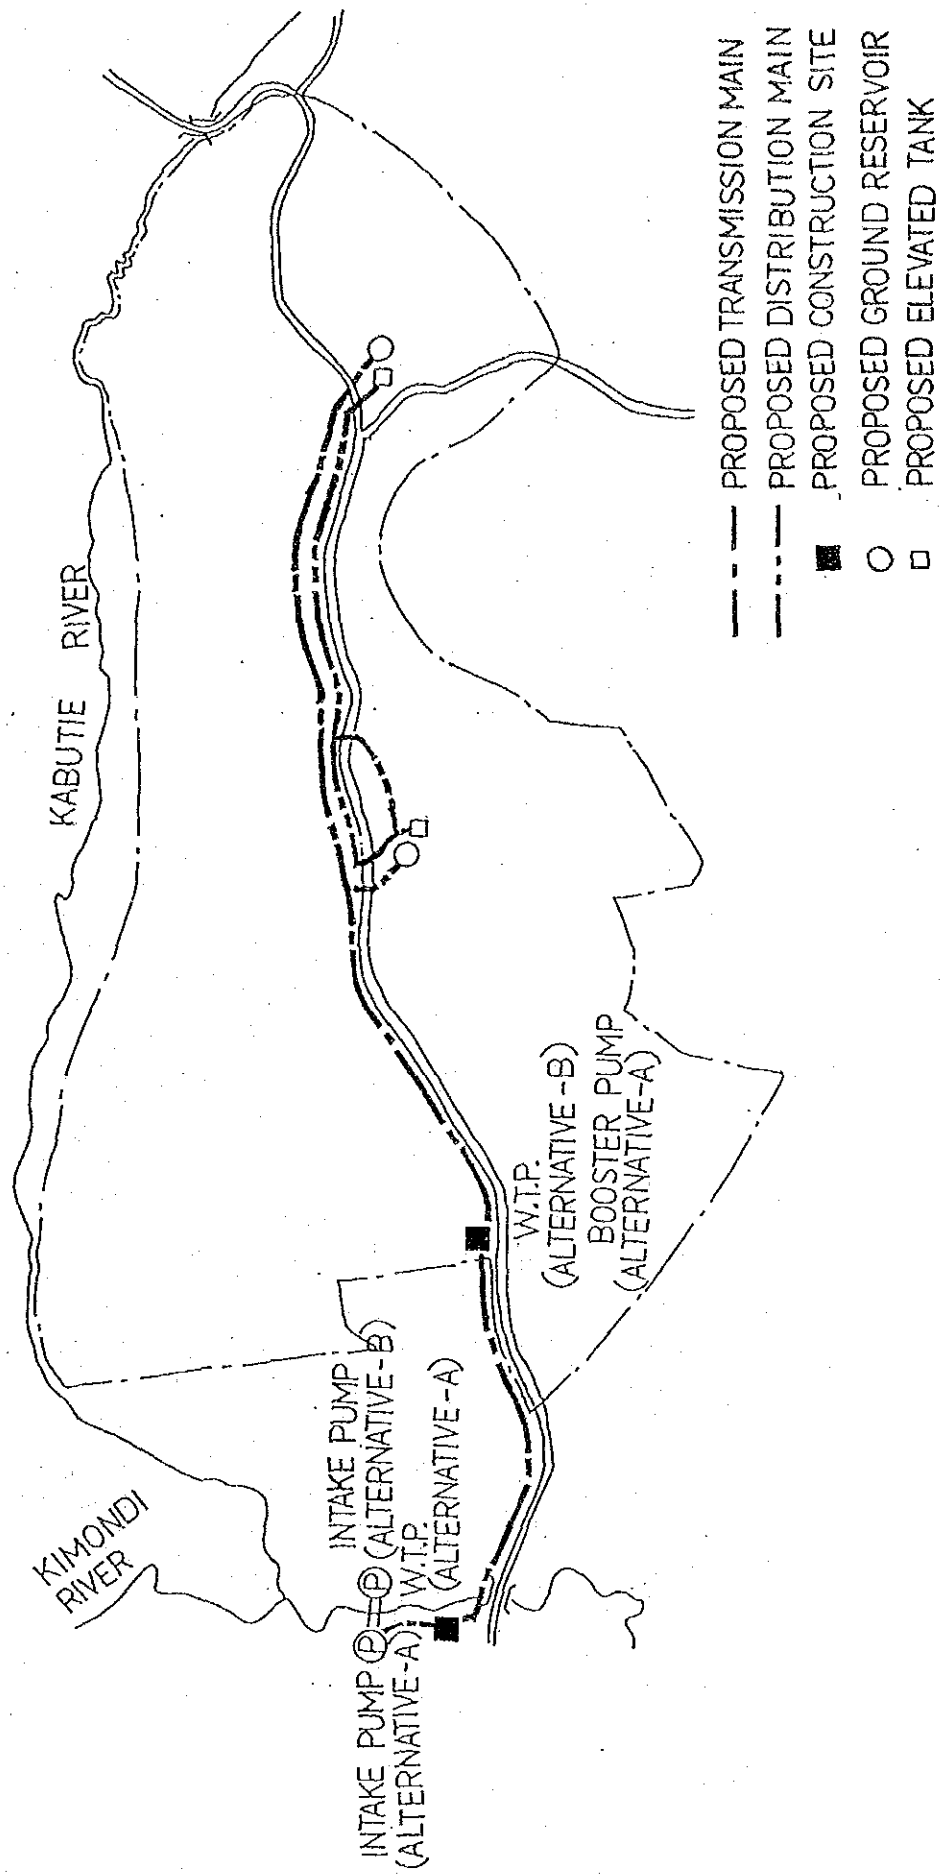 KABUTIE RIVER
KIMONDI
RIVER
INTAKE PUMP
(ALTERNATIVE-B)
W.T.P.
(ALTERNATIVE-A)
INTAKE PUMP
(ALTERNATIVE-A)
P
P
W.T.P.
(ALTERNATIVE-B)
BOOSTER PUMP
(ALTERNATIVE-A)
PROPOSED TRANSMISSION MAIN
PROPOSED DISTRIBUTION MAIN
PROPOSED CONSTRUCTION SITE
PROPOSED GROUND RESERVOIR
PROPOSED ELEVATED TANK